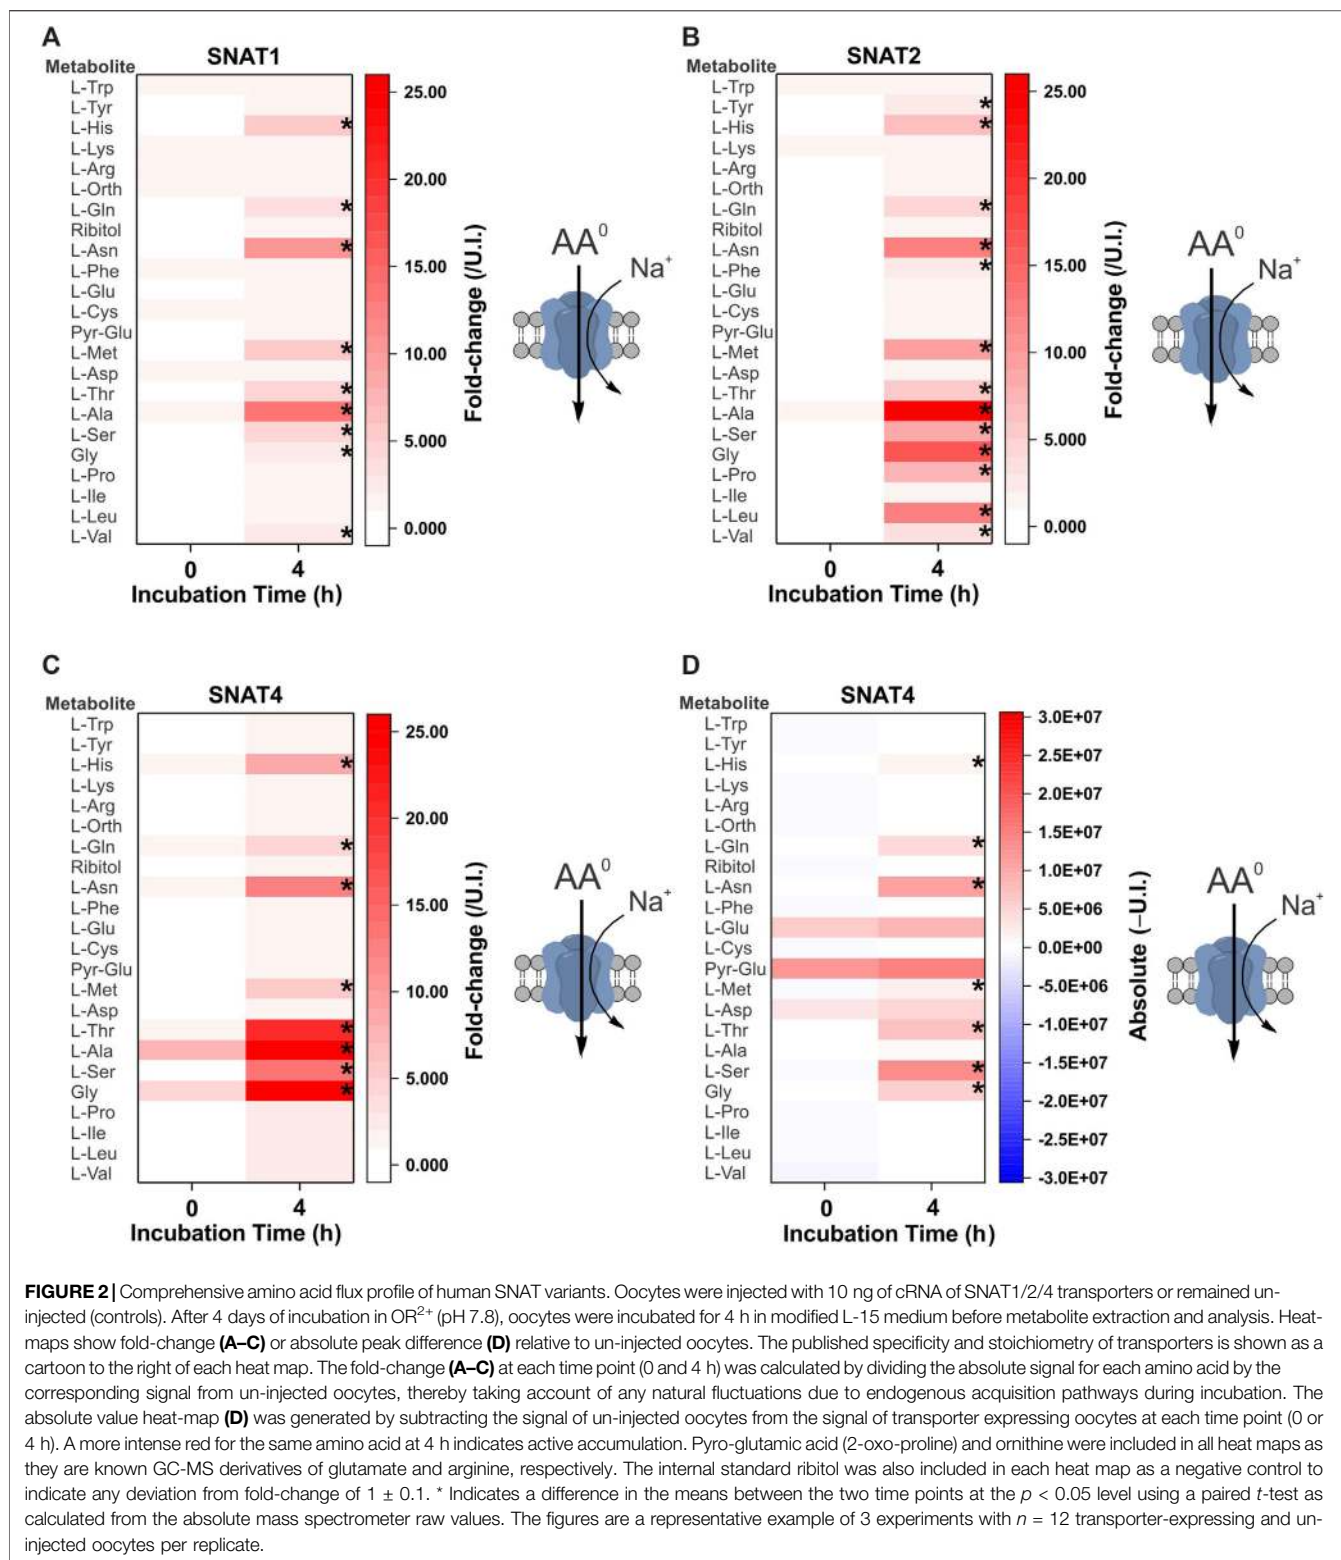 A
SNAT1
Metabolite
L-Trp
L-Tyr
L-His
L-Lys
L-Arg
L-Orth
L-Gln
Ribitol
L-Asn
L-Phe
L-Glu
L-Cys
Pyr-Glu
L-Met
L-Asp
L-Thr
L-Ala
L-Ser
Gly
L-Pro
L-Ile
L-Leu
L-Val
* * * * * * * * *
0 4
Incubation Time (h)
25.00
20.00
15.00
10.00
5.000
0.000
Fold-change (/U.I.)
AA⁰
Na⁺
B
SNAT2
Metabolite
L-Trp
L-Tyr
L-His
L-Lys
L-Arg
L-Orth
L-Gln
Ribitol
L-Asn
L-Phe
L-Glu
L-Cys
Pyr-Glu
L-Met
L-Asp
L-Thr
L-Ala
L-Ser
Gly
L-Pro
L-Ile
L-Leu
L-Val
* * * * * * * * * * * * *
0 4
Incubation Time (h)
25.00
20.00
15.00
10.00
5.000
0.000
Fold-change (/U.I.)
AA⁰
Na⁺
C
SNAT4
Metabolite
L-Trp
L-Tyr
L-His
L-Lys
L-Arg
L-Orth
L-Gln
Ribitol
L-Asn
L-Phe
L-Glu
L-Cys
Pyr-Glu
L-Met
L-Asp
L-Thr
L-Ala
L-Ser
Gly
L-Pro
L-Ile
L-Leu
L-Val
* * * * * * * *
0 4
Incubation Time (h)
25.00
20.00
15.00
10.00
5.000
0.000
Fold-change (/U.I.)
AA⁰
Na⁺
D
SNAT4
Metabolite
L-Trp
L-Tyr
L-His
L-Lys
L-Arg
L-Orth
L-Gln
Ribitol
L-Asn
L-Phe
L-Glu
L-Cys
Pyr-Glu
L-Met
L-Asp
L-Thr
L-Ala
L-Ser
Gly
L-Pro
L-Ile
L-Leu
L-Val
* * * * * * *
0 4
Incubation Time (h)
3.0E+07
2.5E+07
2.0E+07
1.5E+07
1.0E+07
5.0E+06
0.0E+00
-5.0E+06
-1.0E+07
-1.5E+07
-2.0E+07
-2.5E+07
-3.0E+07
Absolute (−U.I.)
AA⁰
Na⁺
FIGURE 2 | Comprehensive amino acid flux profile of human SNAT variants. Oocytes were injected with 10 ng of cRNA of SNAT1/2/4 transporters or remained un-
injected (controls). After 4 days of incubation in OR²⁺ (pH 7.8), oocytes were incubated for 4 h in modified L-15 medium before metabolite extraction and analysis. Heat-
maps show fold-change (A–C) or absolute peak difference (D) relative to un-injected oocytes. The published specificity and stoichiometry of transporters is shown as a
cartoon to the right of each heat map. The fold-change (A–C) at each time point (0 and 4 h) was calculated by dividing the absolute signal for each amino acid by the
corresponding signal from un-injected oocytes, thereby taking account of any natural fluctuations due to endogenous acquisition pathways during incubation. The
absolute value heat-map (D) was generated by subtracting the signal of un-injected oocytes from the signal of transporter expressing oocytes at each time point (0 or
4 h). A more intense red for the same amino acid at 4 h indicates active accumulation. Pyro-glutamic acid (2-oxo-proline) and ornithine were included in all heat maps as
they are known GC-MS derivatives of glutamate and arginine, respectively. The internal standard ribitol was also included in each heat map as a negative control to
indicate any deviation from fold-change of 1 ± 0.1. * Indicates a difference in the means between the two time points at the p < 0.05 level using a paired t-test as
calculated from the absolute mass spectrometer raw values. The figures are a representative example of 3 experiments with n = 12 transporter-expressing and un-
injected oocytes per replicate.